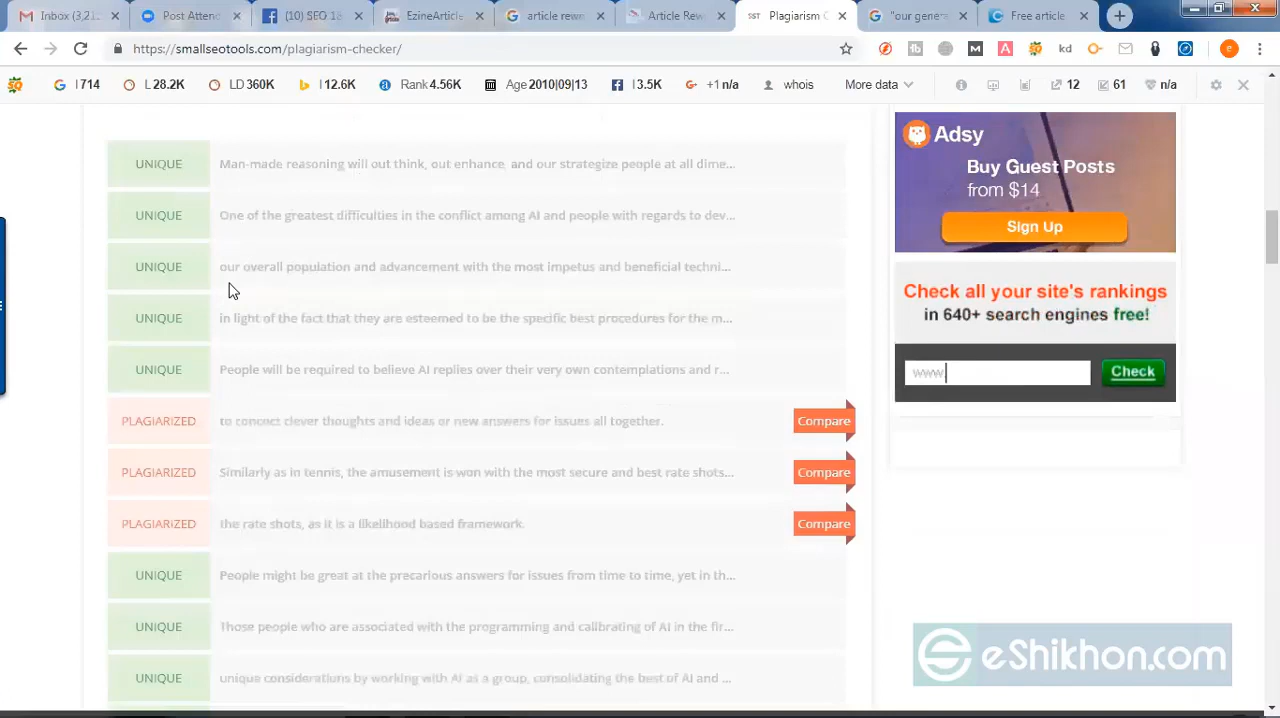 Inbox (3,21
Post Attend
(10) SEO 18
EzineArticle
article rewr
Article Rew
Plagiarism C
"our genera
Free article
https://smallseotools.com/plagiarism-checker/
I 714
L 28.2K
LD 360K
I 12.6K
Rank 4.56K
Age 2010|09|13
I 3.5K
+1 n/a
whois
More data
12
61
n/a
UNIQUE Man-made reasoning will out think, out enhance, and our strategize people at all dime...
UNIQUE One of the greatest difficulties in the conflict among AI and people with regards to dev...
UNIQUE our overall population and advancement with the most impetus and beneficial techni...
UNIQUE in light of the fact that they are esteemed to be the specific best procedures for the m...
UNIQUE People will be required to believe AI replies over their very own contemplations and r...
PLAGIARIZED to concoct clever thoughts and ideas or new answers for issues all together. Compare
PLAGIARIZED Similarly as in tennis, the amusement is won with the most secure and best rate shots... Compare
PLAGIARIZED the rate shots, as it is a likelihood based framework. Compare
UNIQUE People might be great at the precarious answers for issues from time to time, yet in th...
UNIQUE Those people who are associated with the programming and calibrating of AI in the fir...
UNIQUE unique considerations by working with AI as a group, consolidating the best of AI and ...
Adsy
Buy Guest Posts
from $14
Sign Up
Check all your site's rankings
in 640+ search engines free!
www.
Check
eShikhon.com